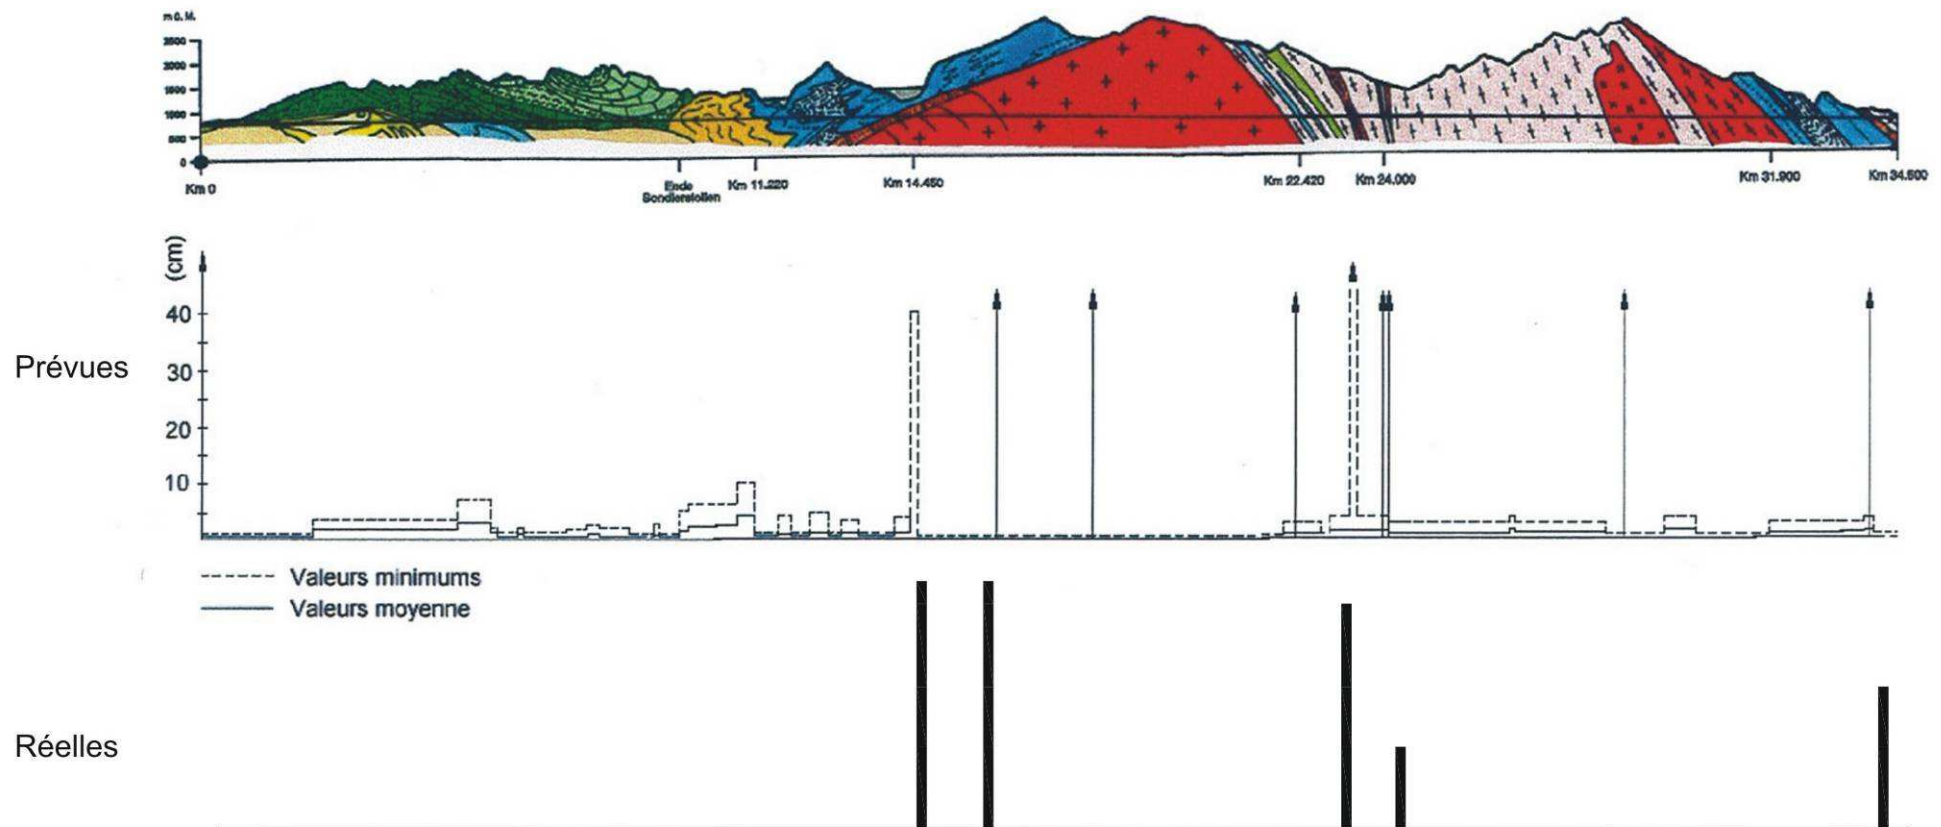 m ü. M.
2500
2000
1500
1000
500
0
Km 0
Ende
Sondierstollen
Km 11.220
Km 14.450
Km 22.420
Km 24.000
Km 31.900
Km 34.600
(cm)
40
Prévues
30
20
10
Valeurs minimums
Valeurs moyenne
Réelles